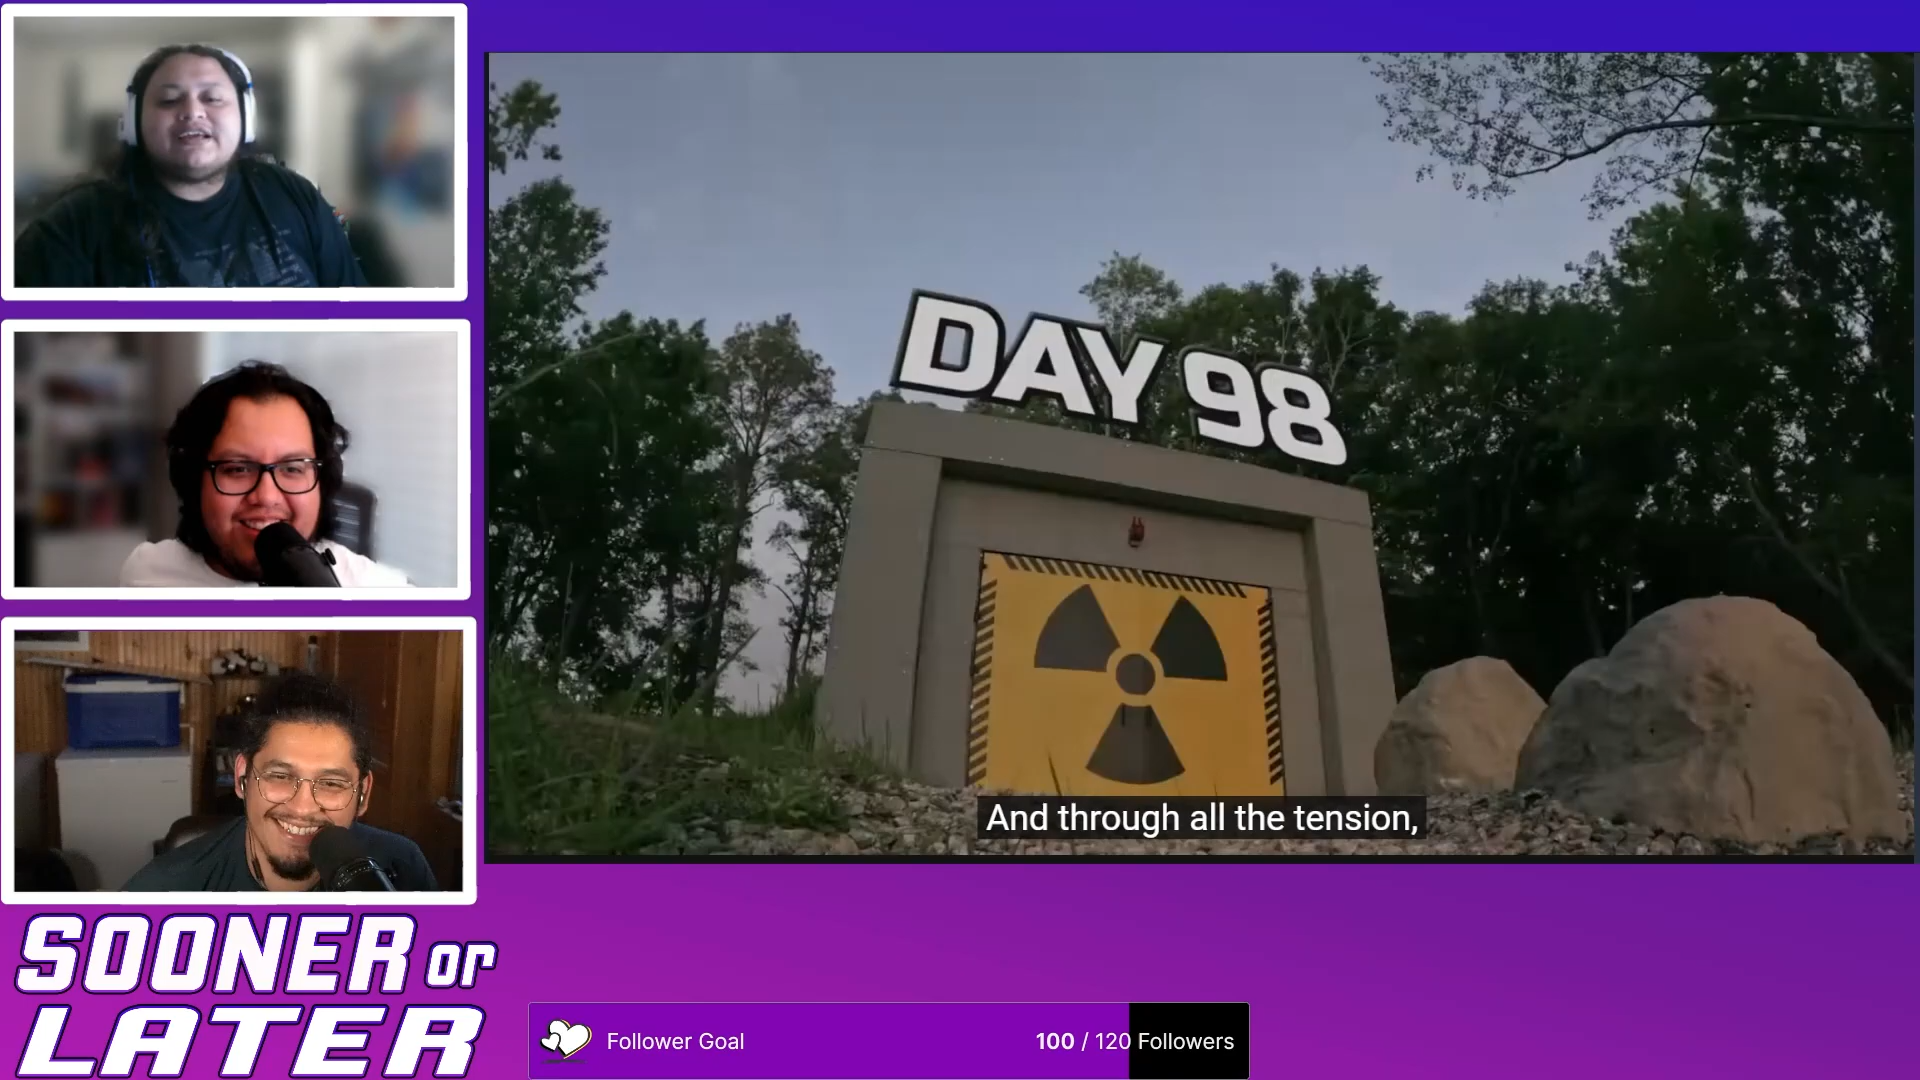 DAY 98
And through all the tension,
SOONER or
LATER
Follower Goal
100 / 120 Followers